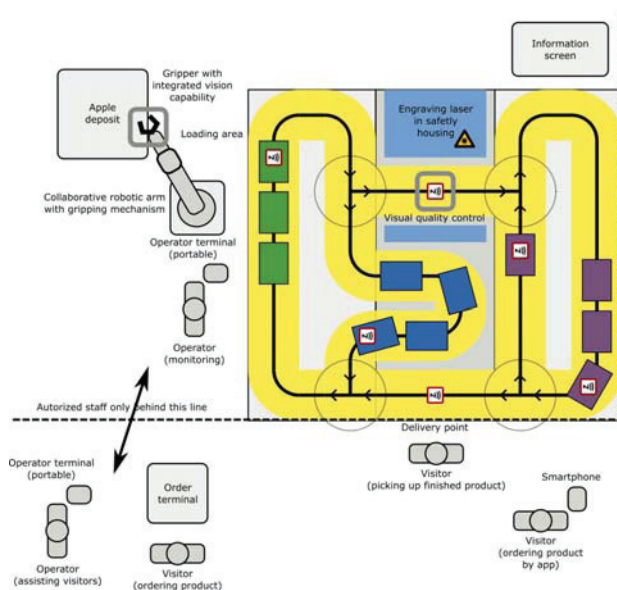 Information
screen
Gripper with
integrated vision
capability
Apple
deposit
Engraving laser
in safetly
housing
Loading area
Collaborative robotic arm
with gripping mechanism
Visual quality control
Operator terminal
(portable)
Operator
(monitoring)
Autorized staff only behind this line
Delivery point
Operator terminal
(portable)
Order
terminal
Visitor
(picking up finished product)
Smartphone
Operator
(assisting visitors)
Visitor
(ordering product)
Visitor
(ordering product
by app)